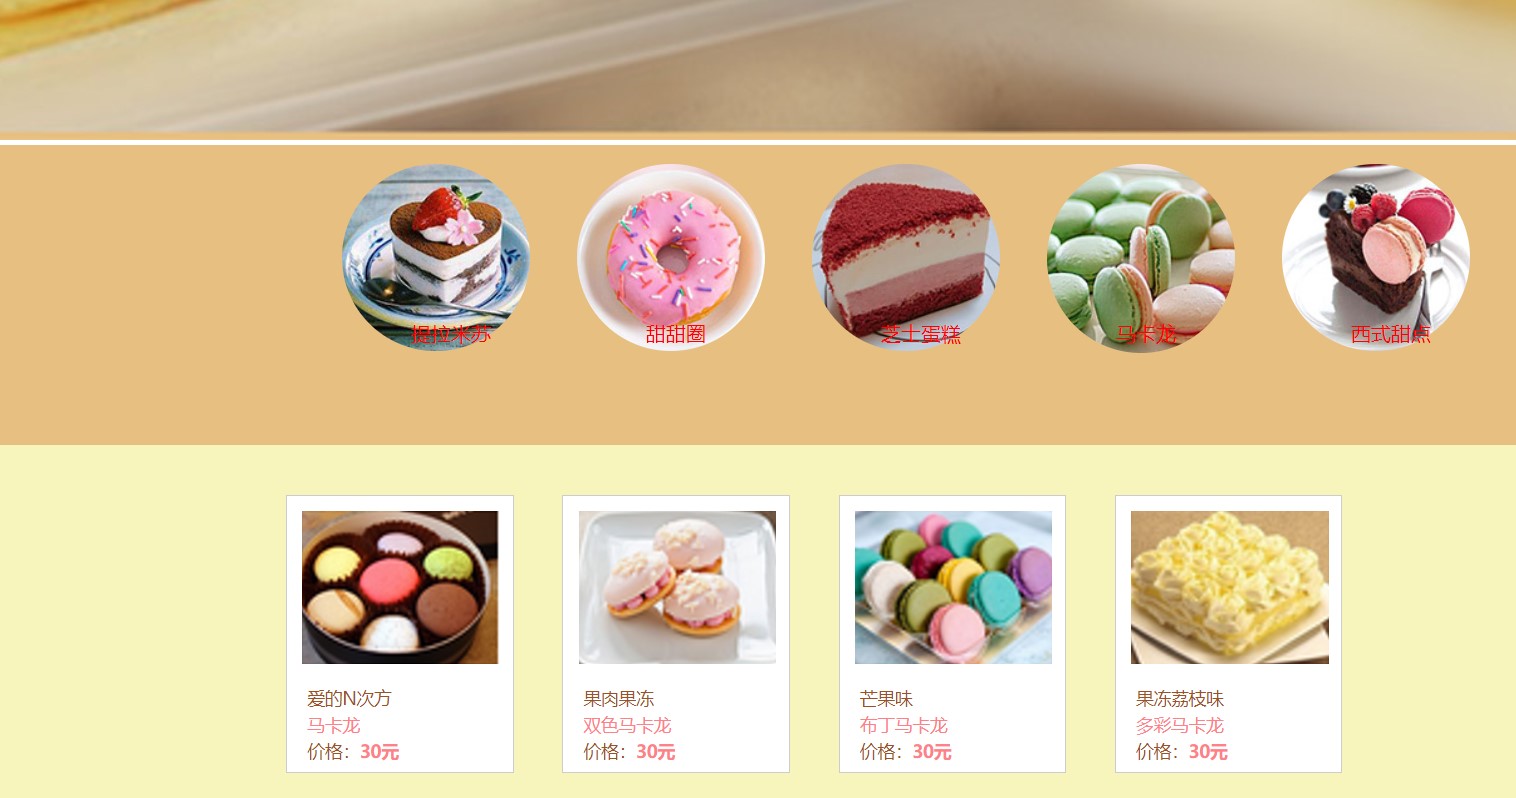 提拉米苏
甜甜圈
芝士蛋糕
马卡龙
西式甜点
爱的N次方
马卡龙
价格：30元
果肉果冻
双色马卡龙
价格：30元
芒果味
布丁马卡龙
价格：30元
果冻荔枝味
多彩马卡龙
价格：30元